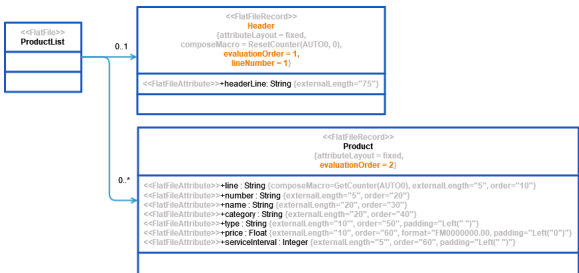 <<FlatFile>>
ProductList
0..1
<<FlatFileRecord>>
Header
{attributeLayout = fixed,
composeMacro = ResetCounter(AUTO0, 0),
evaluationOrder = 1,
lineNumber = 1}
<<FlatFileAttribute>>+headerLine: String {externalLength="75"}
0..*
<<FlatFileRecord>>
Product
{attributeLayout = fixed,
evaluationOrder = 2}
<<FlatFileAttribute>>+line : String {composeMacro=GetCounter(AUTO0), externalLength="5", order="10"}
<<FlatFileAttribute>>+number : String {externalLength="5", order="20"}
<<FlatFileAttribute>>+name : String {externalLength="20", order="30"}
<<FlatFileAttribute>>+category : String {externalLength="20", order="40"}
<<FlatFileAttribute>>+type : String {externalLength="10"", order="50", padding="Left(" ")"}
<<FlatFileAttribute>>+price : Float {externalLength="10", order="60", format="FM0000000.00, padding="Left("0")"}
<<FlatFileAttribute>>+serviceInterval : Integer {externalLength="5"", order="60", padding="Left(" ")"}